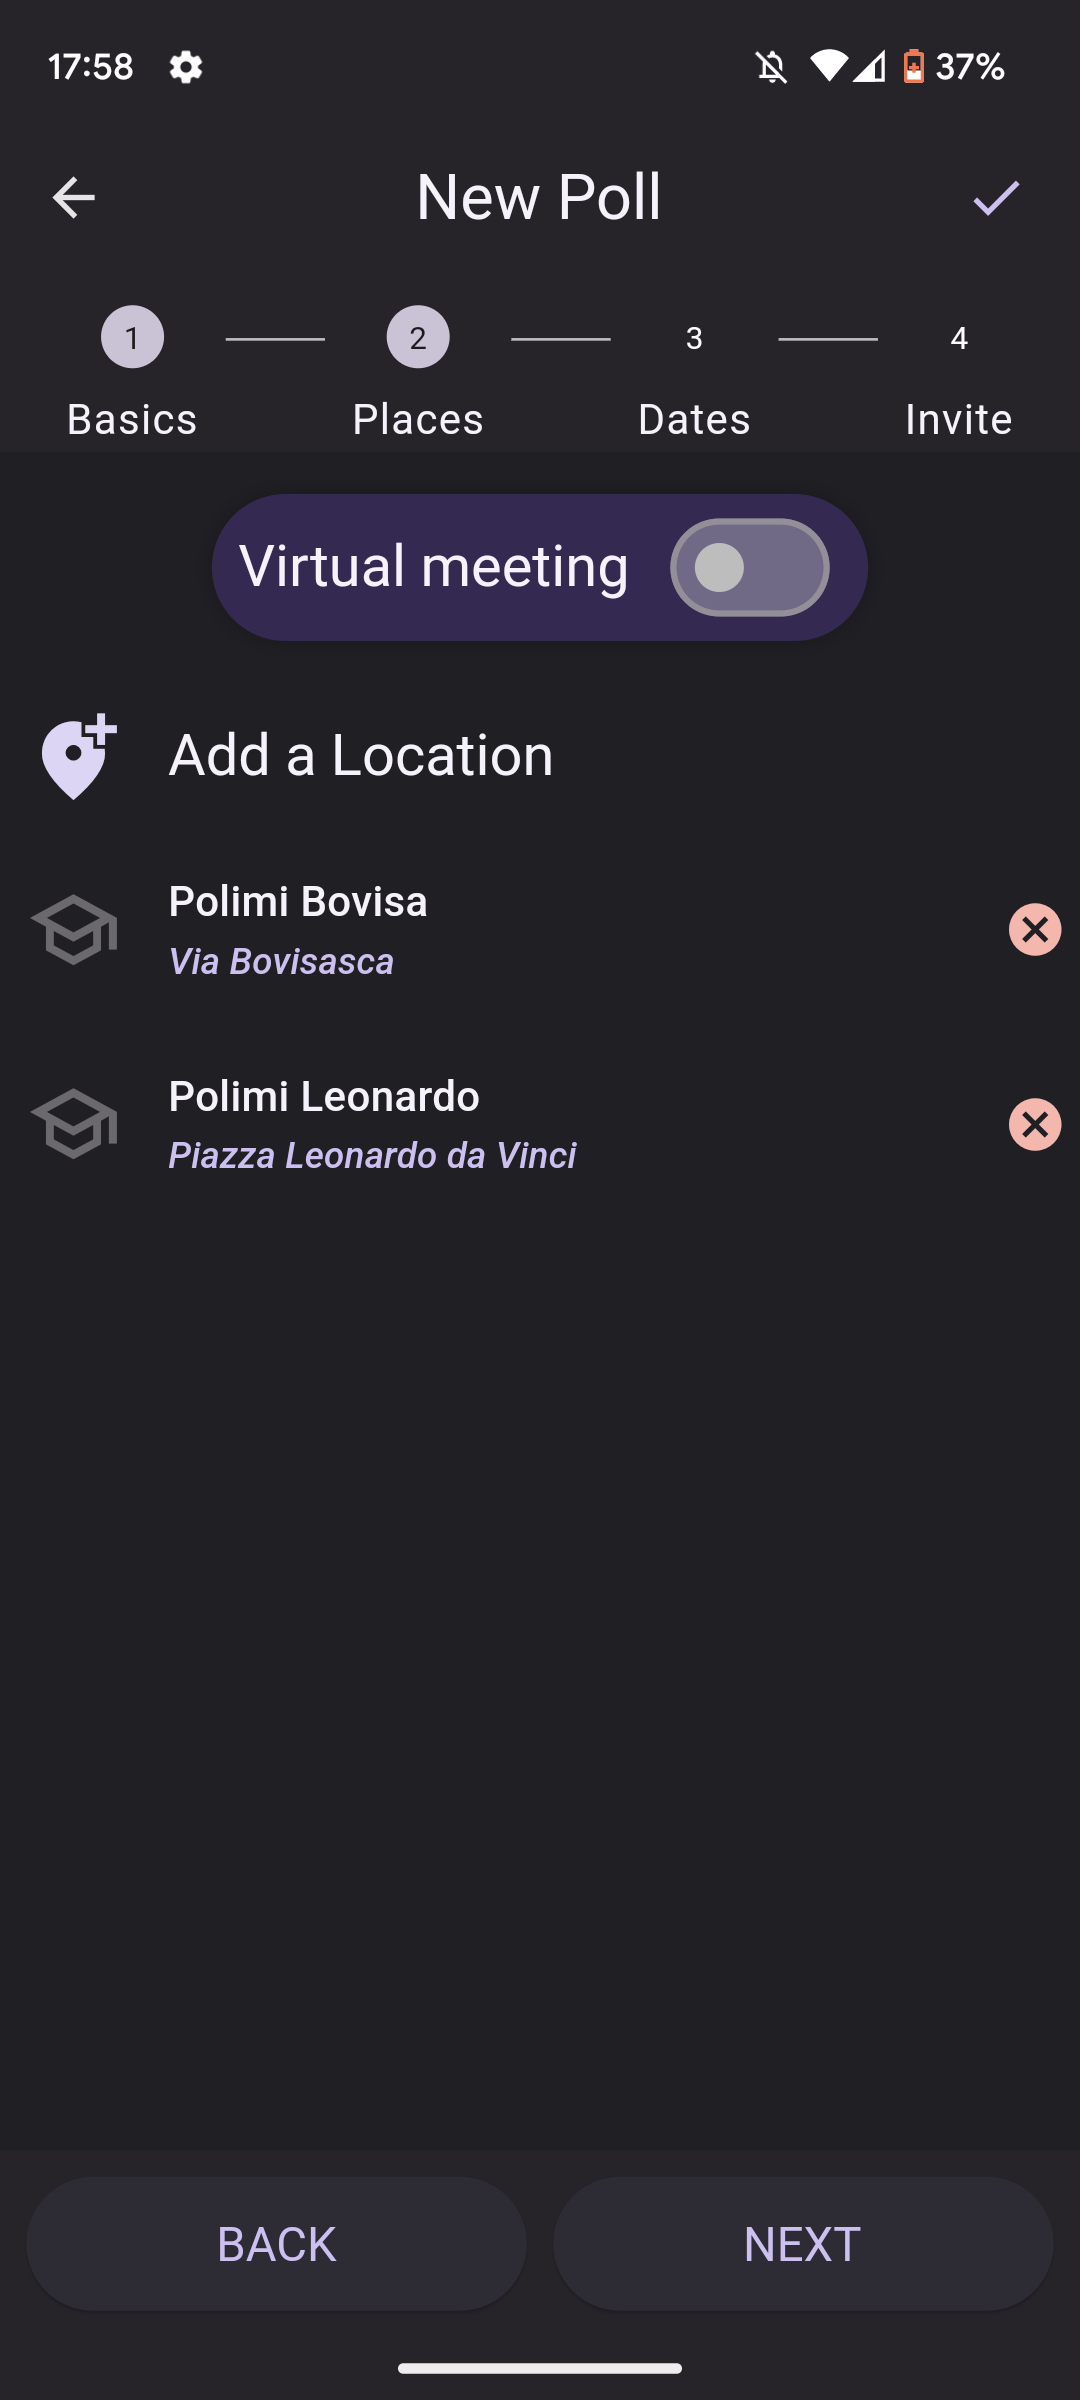 17:58 37%
New Poll
1 2 3 4
Basics Places Dates Invite
Virtual meeting
Add a Location
Polimi Bovisa
Via Bovisasca
Polimi Leonardo
Piazza Leonardo da Vinci
BACK NEXT